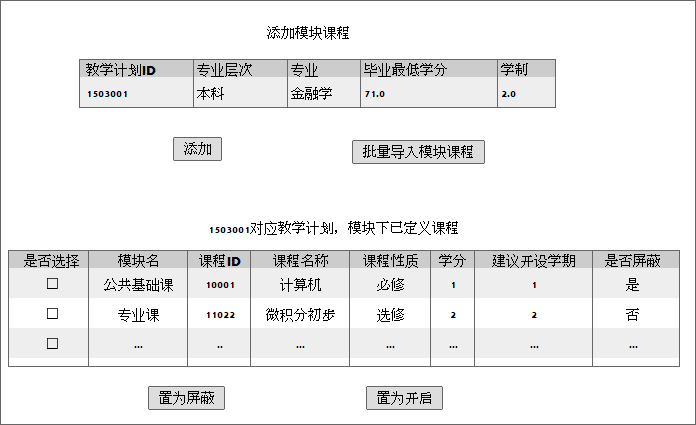 添加模块课程
教学计划ID 专业层次 专业 毕业最低学分 学制
1503001 本科 金融学 71.0 2.0
添加 批量导入模块课程
1503001对应教学计划，模块下已定义课程
是否选择 模块名 课程ID 课程名称 课程性质 学分 建议开设学期 是否屏蔽
公共基础课 10001 计算机 必修 1 1 是
专业课 11022 微积分初步 选修 2 2 否
... .. ... ... ... ... ...
置为屏蔽 置为开启